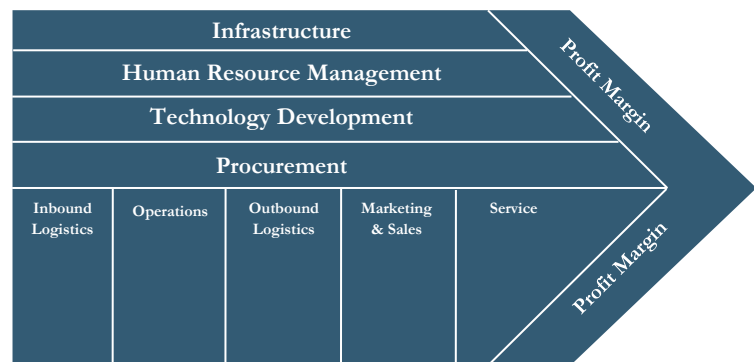 Infrastructure
Human Resource Management
Technology Development
Procurement
Profit Margin
Inbound
Logistics
Operations
Outbound
Logistics
Marketing
& Sales
Service
Profit Margin